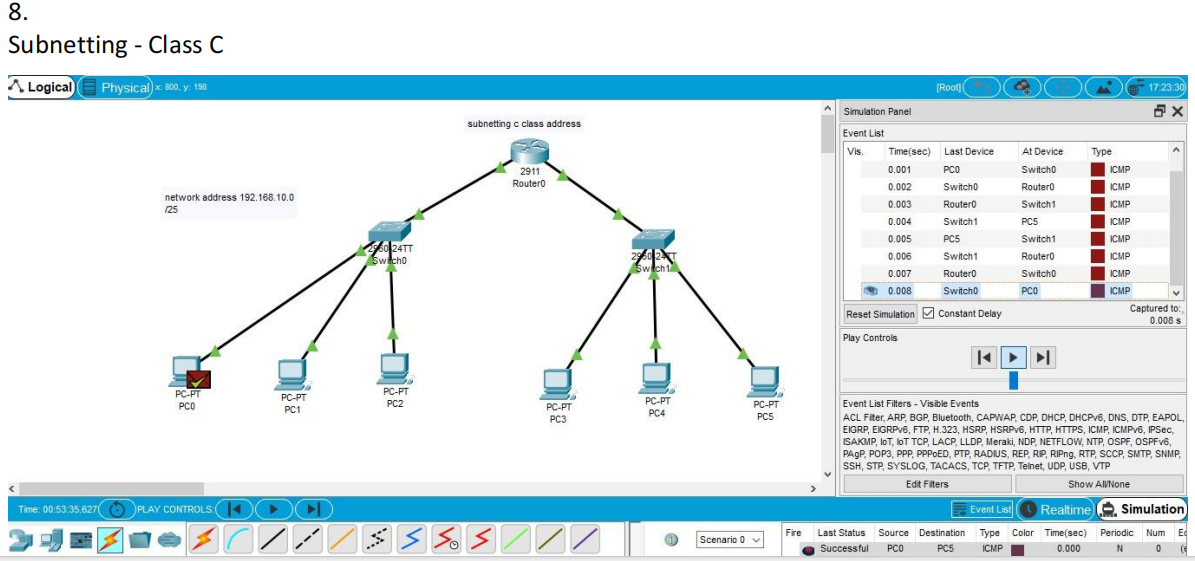 8.
Subnetting - Class C
Logical Physical x: 800, y: 198 [Root] 17:23:30
subnetting c class address
2911
Router0
network address 192.168.10.0
/25
2960-24TT
Switch0
2960-24TT
Switch1
PC-PT
PC0
PC-PT
PC1
PC-PT
PC2
PC-PT
PC3
PC-PT
PC4
PC-PT
PC5
Simulation Panel
Event List
Vis. Time(sec) Last Device At Device Type
0.001 PC0 Switch0 ICMP
0.002 Switch0 Router0 ICMP
0.003 Router0 Switch1 ICMP
0.004 Switch1 PC5 ICMP
0.005 PC5 Switch1 ICMP
0.006 Switch1 Router0 ICMP
0.007 Router0 Switch0 ICMP
0.008 Switch0 PC0 ICMP
Reset Simulation Constant Delay Captured to:
0.008 s
Play Controls
Event List Filters - Visible Events
ACL Filter, ARP, BGP, Bluetooth, CAPWAP, CDP, DHCP, DHCPv6, DNS, DTP, EAPOL,
EIGRP, EIGRPv6, FTP, H.323, HSRP, HSRPv6, HTTP, HTTPS, ICMP, ICMPv6, IPSec,
ISAKMP, IoT, IoT TCP, LACP, LLDP, Meraki, NDP, NETFLOW, NTP, OSPF, OSPFv6,
PAgP, POP3, PPP, PPPoED, PTP, RADIUS, REP, RIP, RIPng, RTP, SCCP, SMTP, SNMP,
SSH, STP, SYSLOG, TACACS, TCP, TFTP, Telnet, UDP, USB, VTP
Edit Filters Show All/None
Time: 00:53:35.627 PLAY CONTROLS: Event List Realtime Simulation
Scenario 0
Fire Last Status Source Destination Type Color Time(sec) Periodic Num
Successful PC0 PC5 ICMP 0.000 N 0